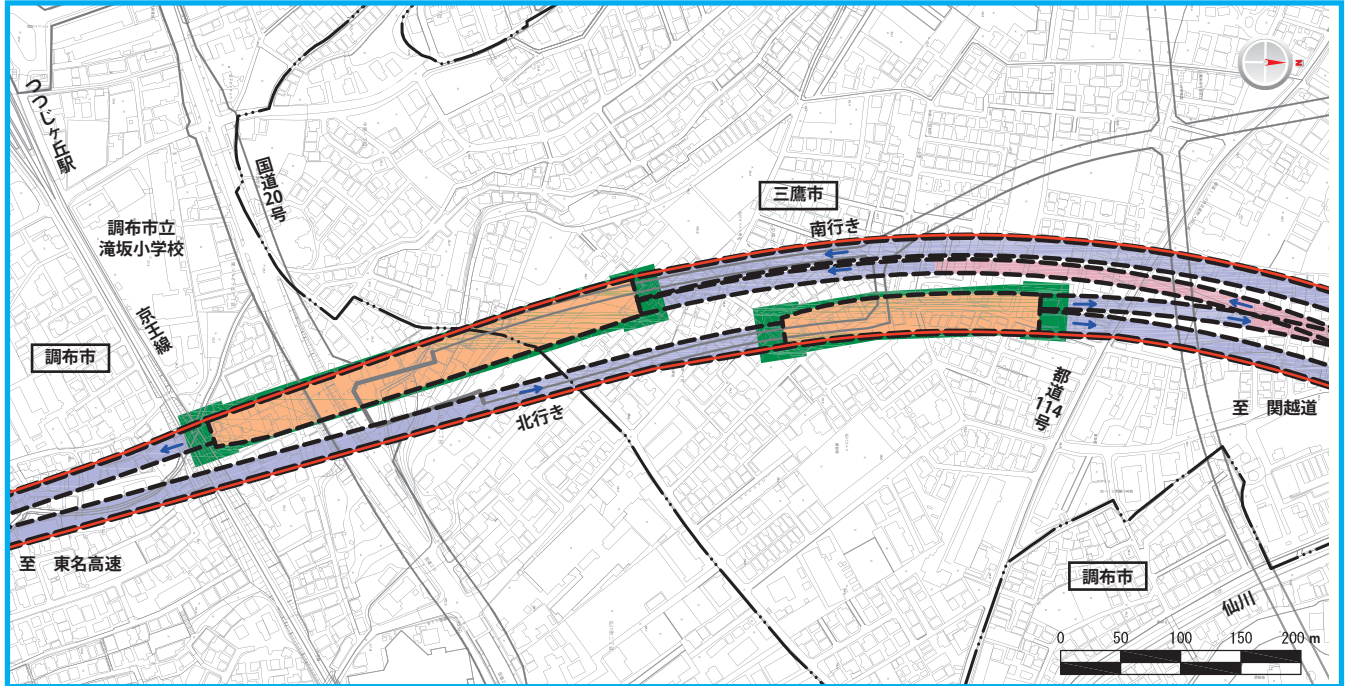 つつじヶ丘駅
国道20号
調布市立
滝坂小学校
京王線
調布市
三鷹市
南行き
北行き
都道
114号
至 関越道
至 東名高速
調布市
仙川
N
0 50 100 150 200 m